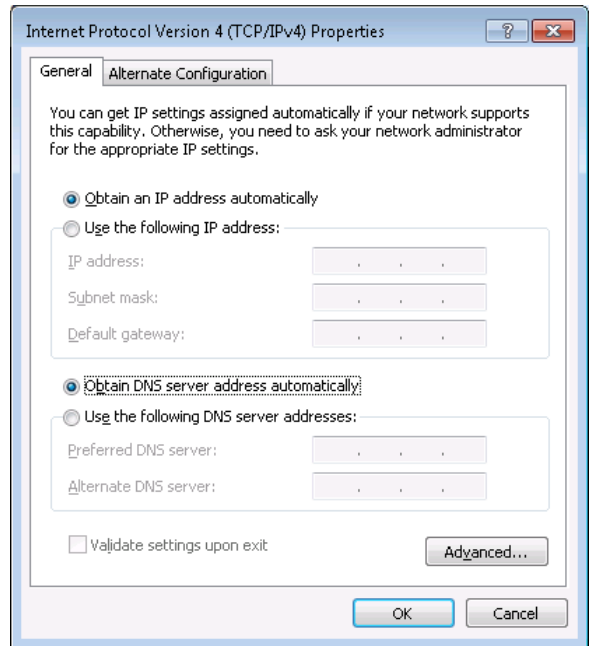 Internet Protocol Version 4 (TCP/IPv4) Properties
General
Alternate Configuration
You can get IP settings assigned automatically if your network supports
this capability. Otherwise, you need to ask your network administrator
for the appropriate IP settings.
Obtain an IP address automatically
Use the following IP address:
IP address:
Subnet mask:
Default gateway:
Obtain DNS server address automatically
Use the following DNS server addresses:
Preferred DNS server:
Alternate DNS server:
Validate settings upon exit
Advanced...
OK
Cancel